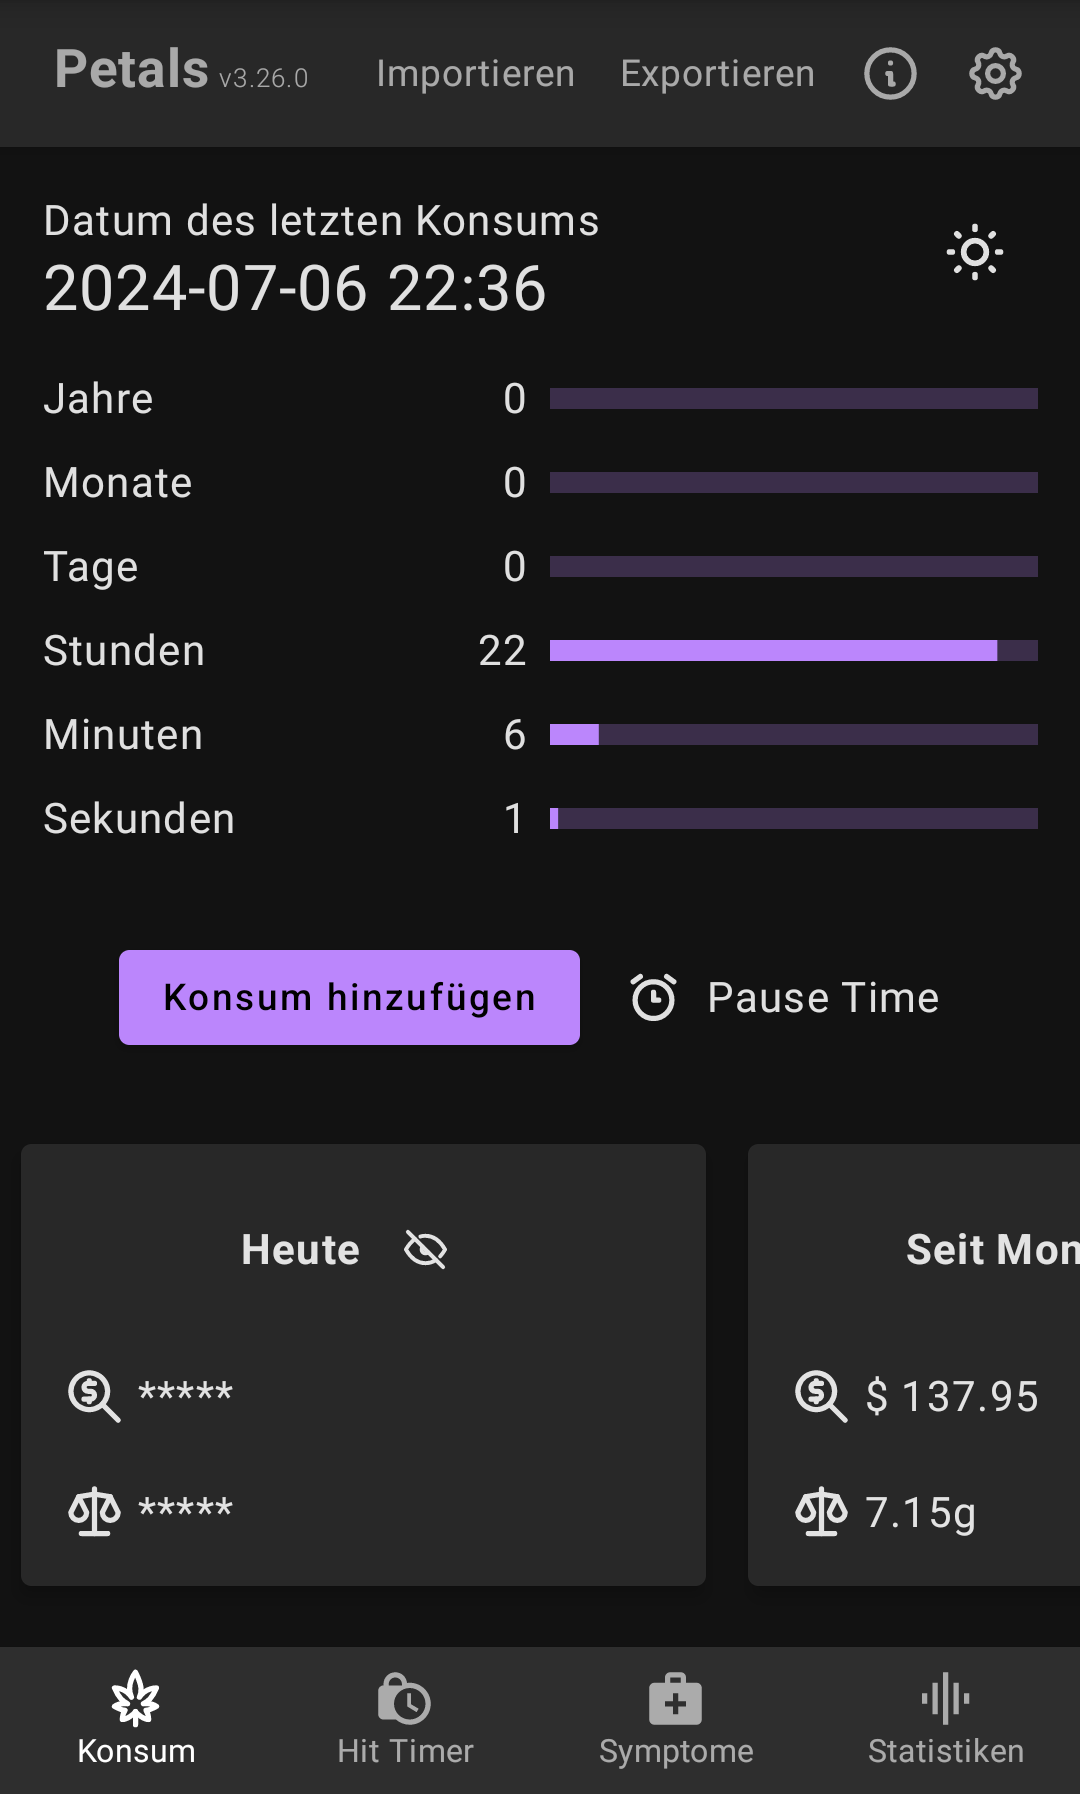 Petals v3.26.0 Importieren Exportieren
Datum des letzten Konsums
2024-07-06 22:36
Jahre 0
Monate 0
Tage 0
Stunden 22
Minuten 6
Sekunden 1
Konsum hinzufügen Pause Time
Heute
*****
*****
Seit Mon
$ 137.95
7.15g
Konsum Hit Timer Symptome Statistiken